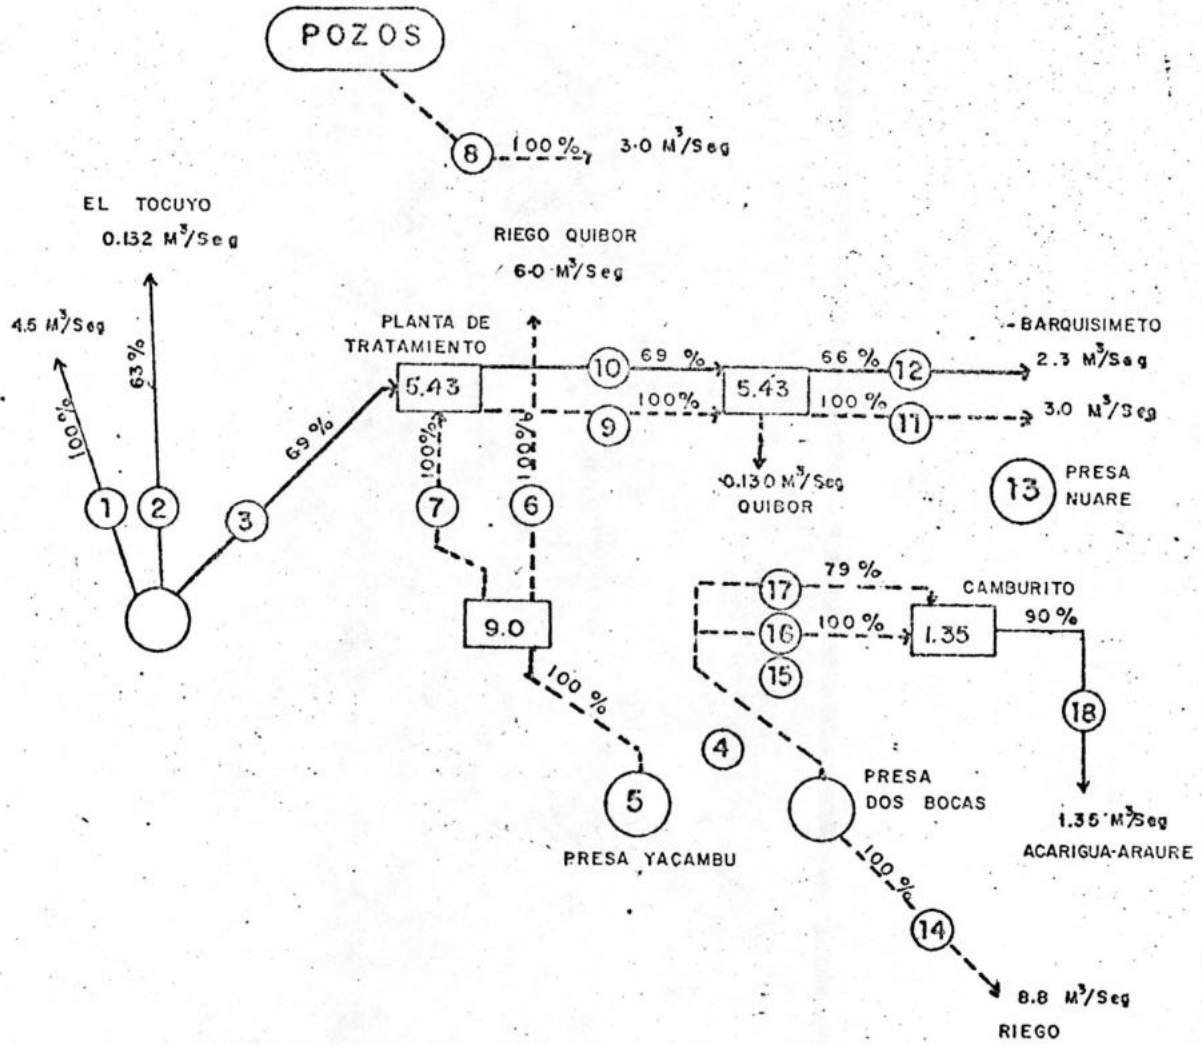 POZOS
8
100%
3.0 M³/Seg
EL TOCUYO
0.132 M³/Seg
RIEGO QUIBOR
6.0 M³/Seg
4.5 M³/Seg
63%
100%
69%
1
2
3
PLANTA DE
TRATAMIENTO
5.43
10
69 %
9
100%
5.43
66 %
12
100 %
11
BARQUISIMETO
2.3 M³/Seg
3.0 M³/Seg
100%
100%
7
6
0.130 M³/Seg
QUIBOR
13
PRESA
NUARE
9.0
100 %
5
PRESA YACAMBU
4
17
79 %
16
100 %
15
CAMBURITO
1.35
90%
18
1.35 M³/Seg
ACARIGUA-ARAURE
PRESA
DOS BOCAS
100 %
14
8.8 M³/Seg
RIEGO